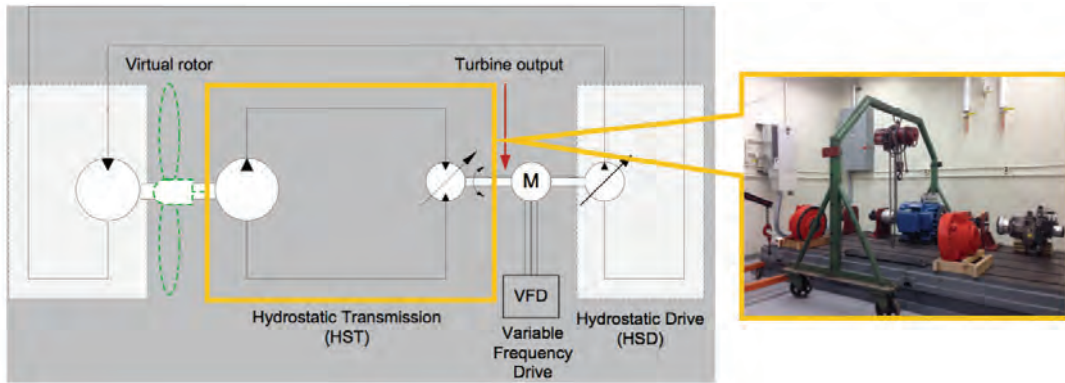 Virtual rotor
Turbine output
M
VFD
Hydrostatic Transmission
(HST)
Variable
Frequency
Drive
Hydrostatic Drive
(HSD)